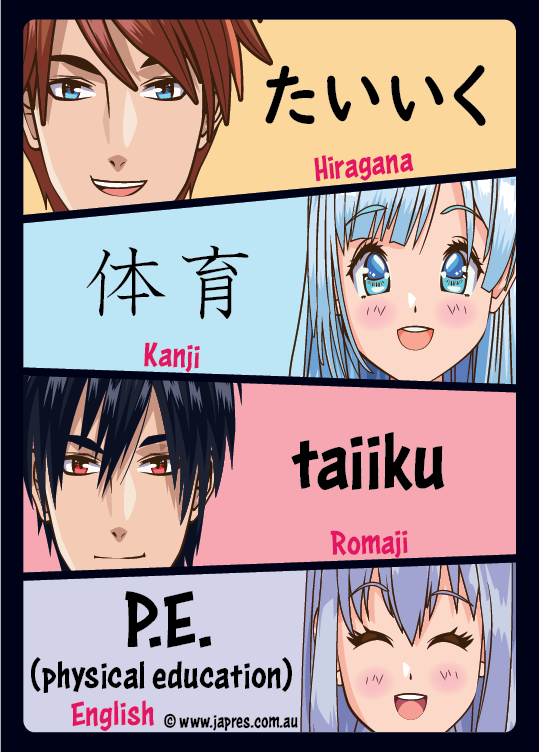 たいいく
Hiragana
体育
Kanji
taiiku
Romaji
P.E.
(physical education)
English © www.japres.com.au